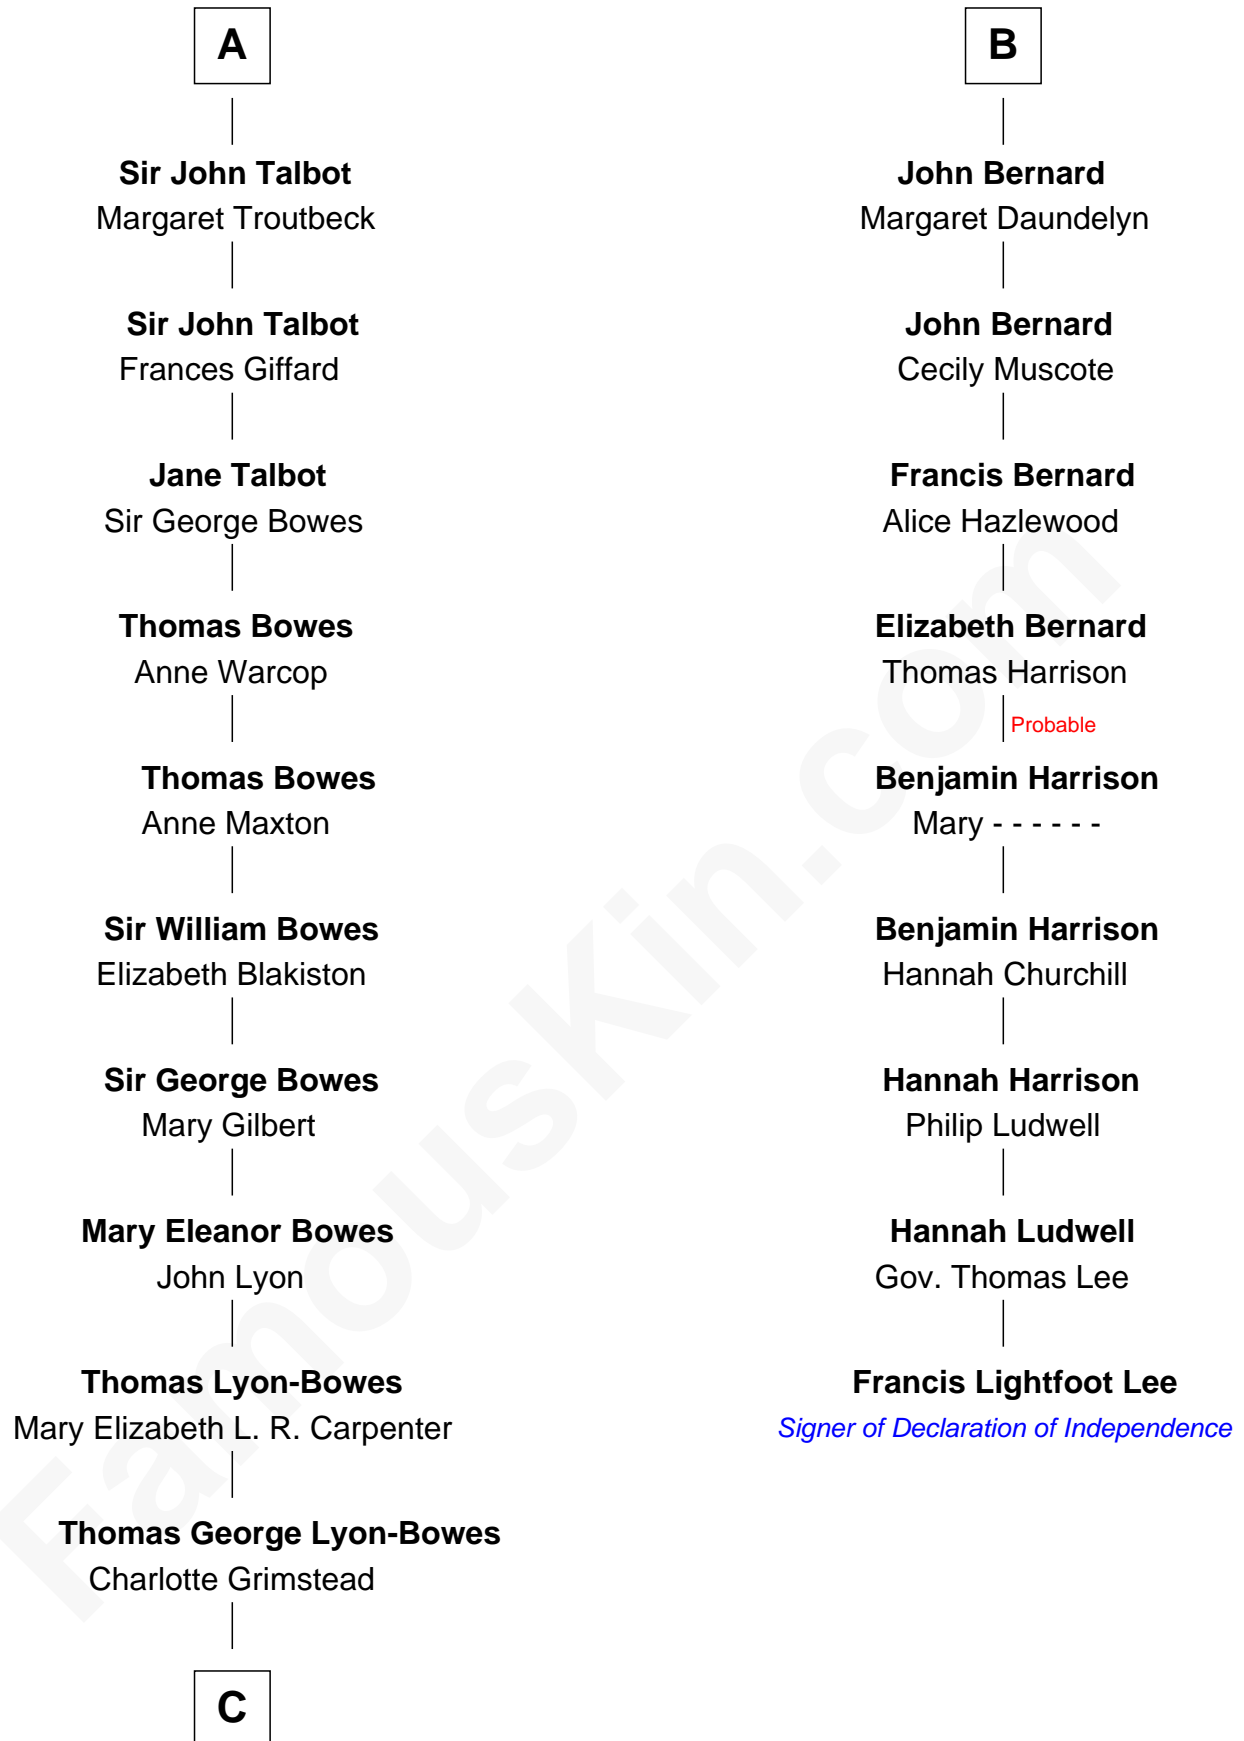 A
Sir John Talbot
Margaret Troutbeck
Sir John Talbot
Frances Giffard
Jane Talbot
Sir George Bowes
Thomas Bowes
Anne Warcop
Thomas Bowes
Anne Maxton
Sir William Bowes
Elizabeth Blakiston
Sir George Bowes
Mary Gilbert
Mary Eleanor Bowes
John Lyon
Thomas Lyon-Bowes
Mary Elizabeth L. R. Carpenter
Thomas George Lyon-Bowes
Charlotte Grimstead
C
B
John Bernard
Margaret Daundelyn
John Bernard
Cecily Muscote
Francis Bernard
Alice Hazlewood
Elizabeth Bernard
Thomas Harrison
Probable
Benjamin Harrison
Mary - - - - - -
Benjamin Harrison
Hannah Churchill
Hannah Harrison
Philip Ludwell
Hannah Ludwell
Gov. Thomas Lee
Francis Lightfoot Lee
Signer of Declaration of Independence
FamousKin.com